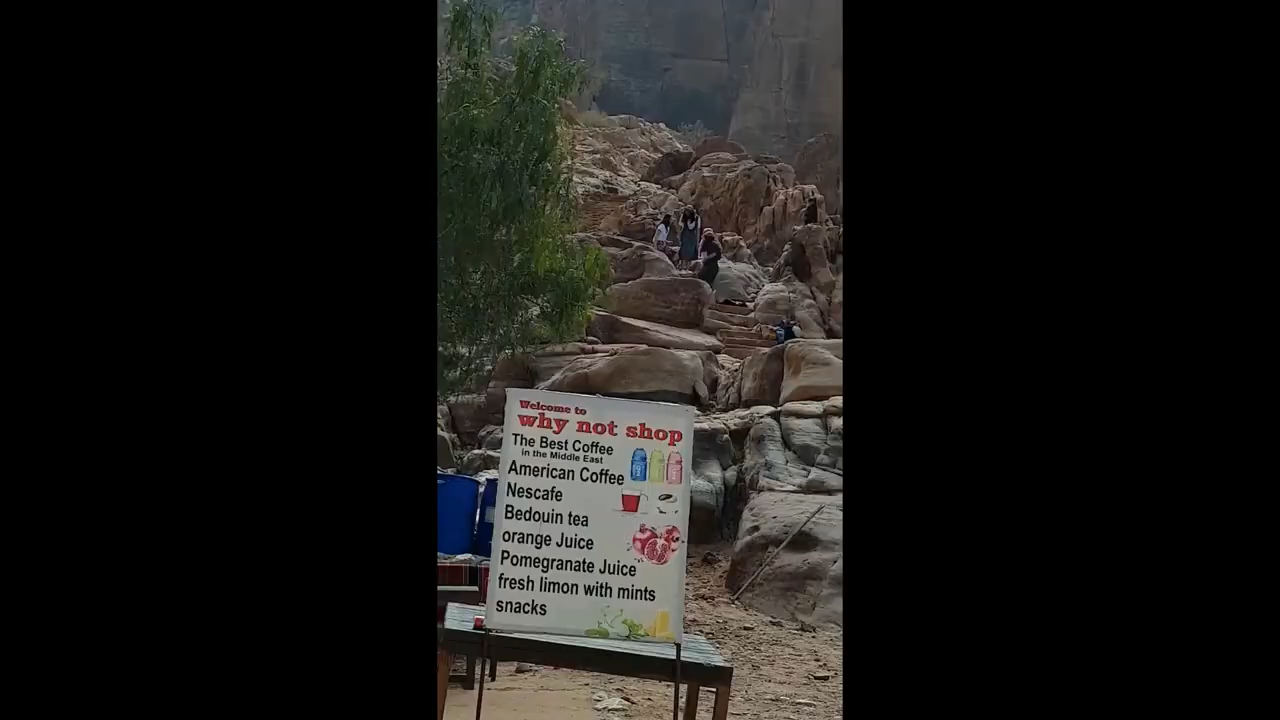 Welcome to
why not shop
The Best Coffee
in the Middle East
American Coffee
Nescafe
Bedouin tea
orange Juice
Pomegranate Juice
fresh limon with mints
snacks